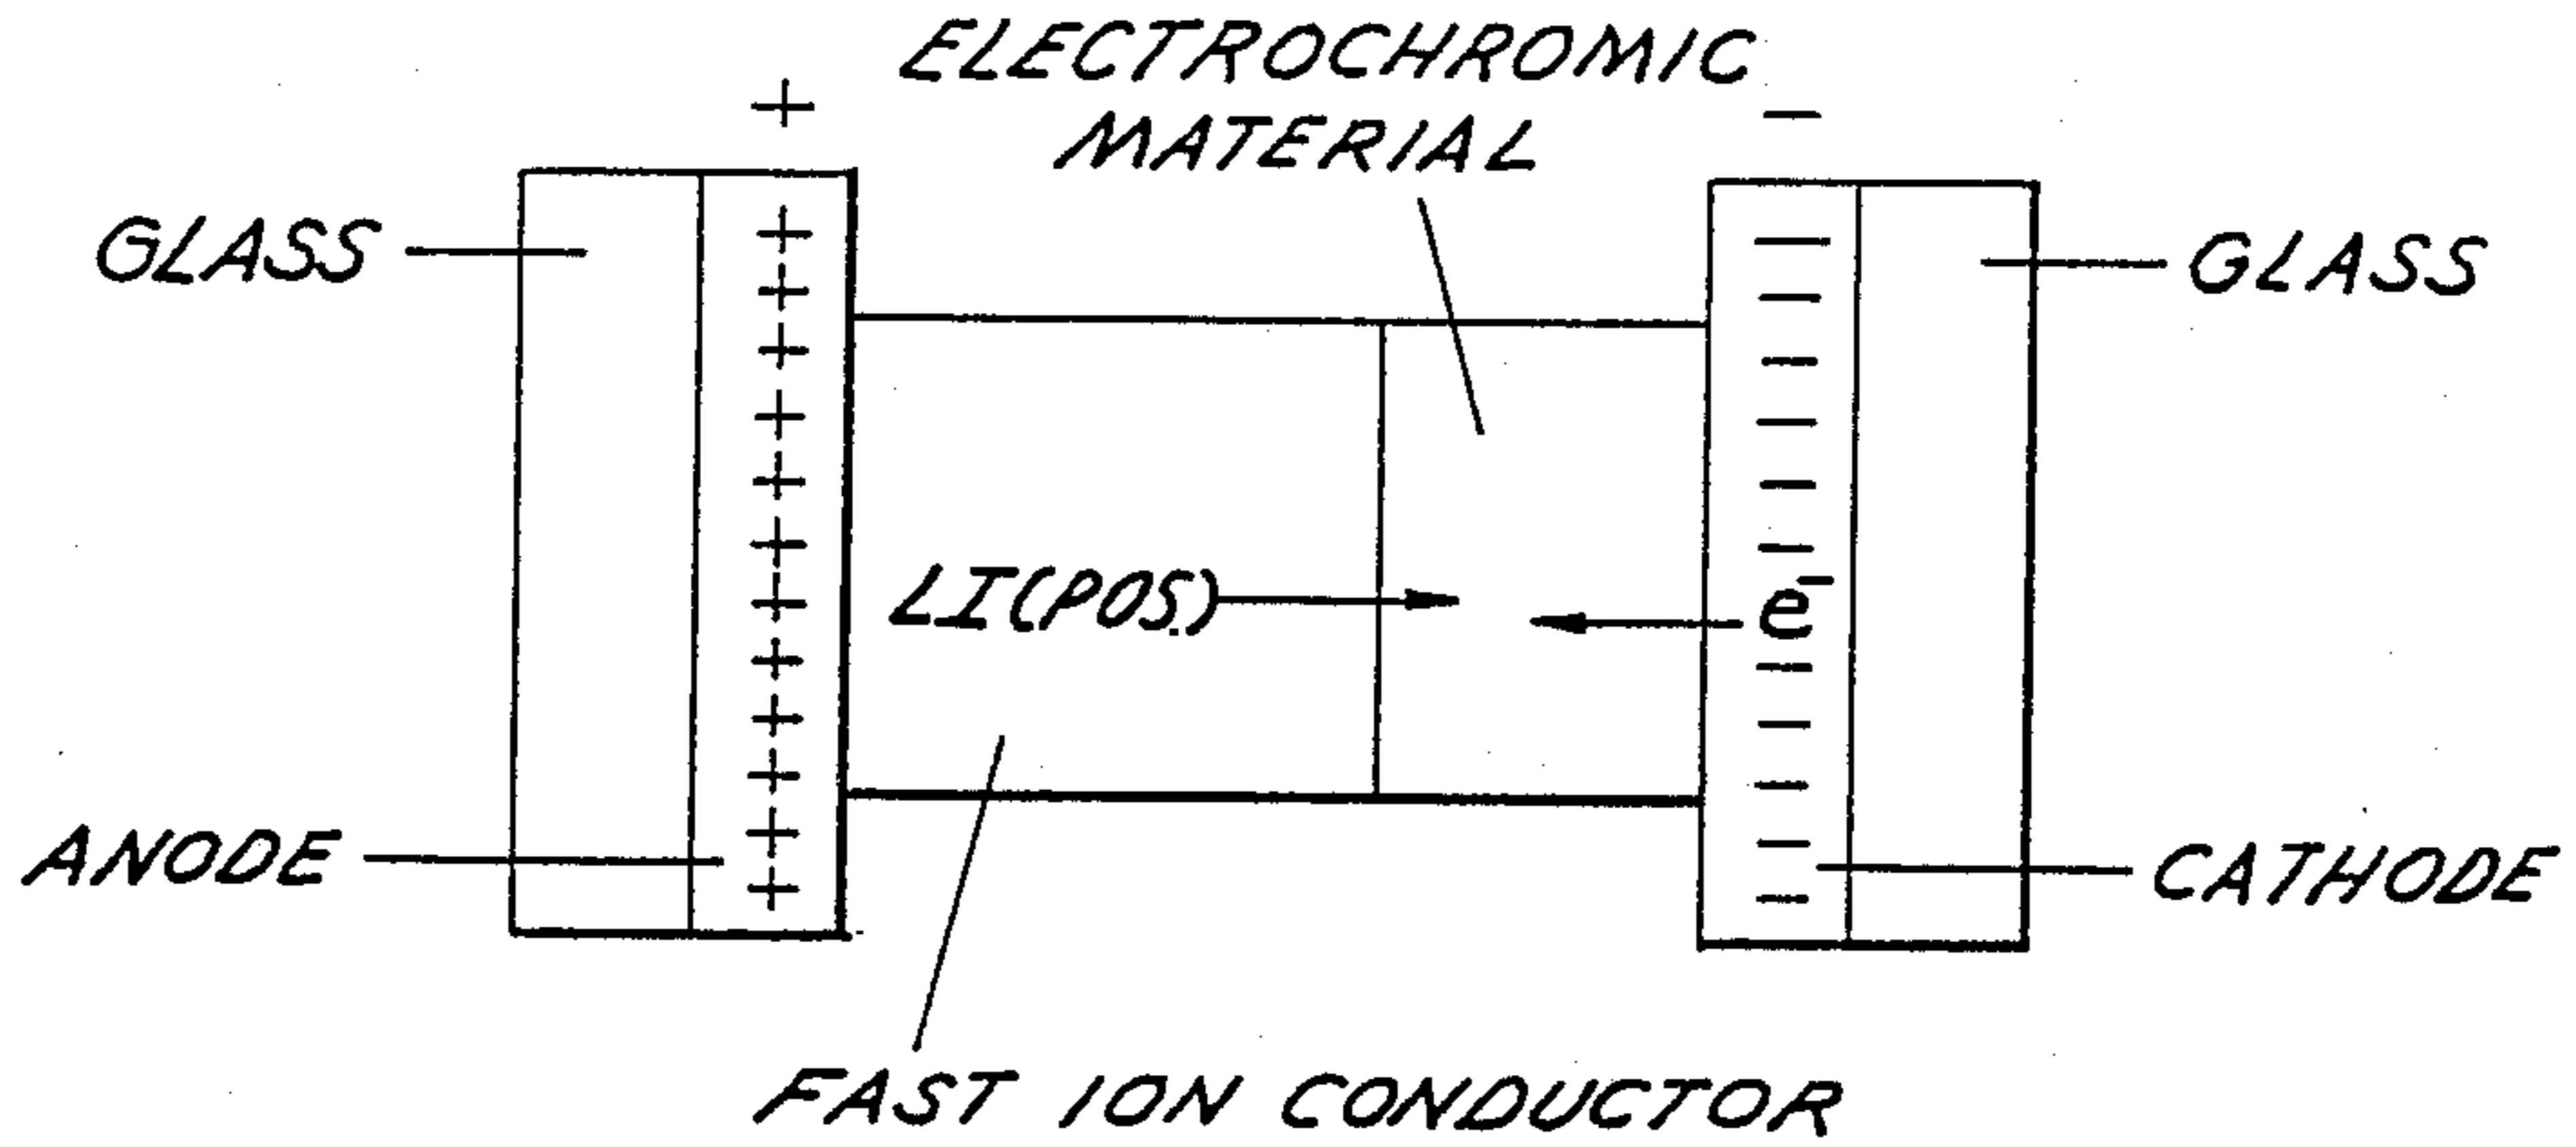 ELECTROCHROMIC
MATERIAL
+
−
GLASS
GLASS
+
+
+
+
+
+
+
+
+
+
+
+
−
−
−
−
−
−
LI(POS.)
e⁻
−
−
−
−
−
ANODE
CATHODE
FAST ION CONDUCTOR